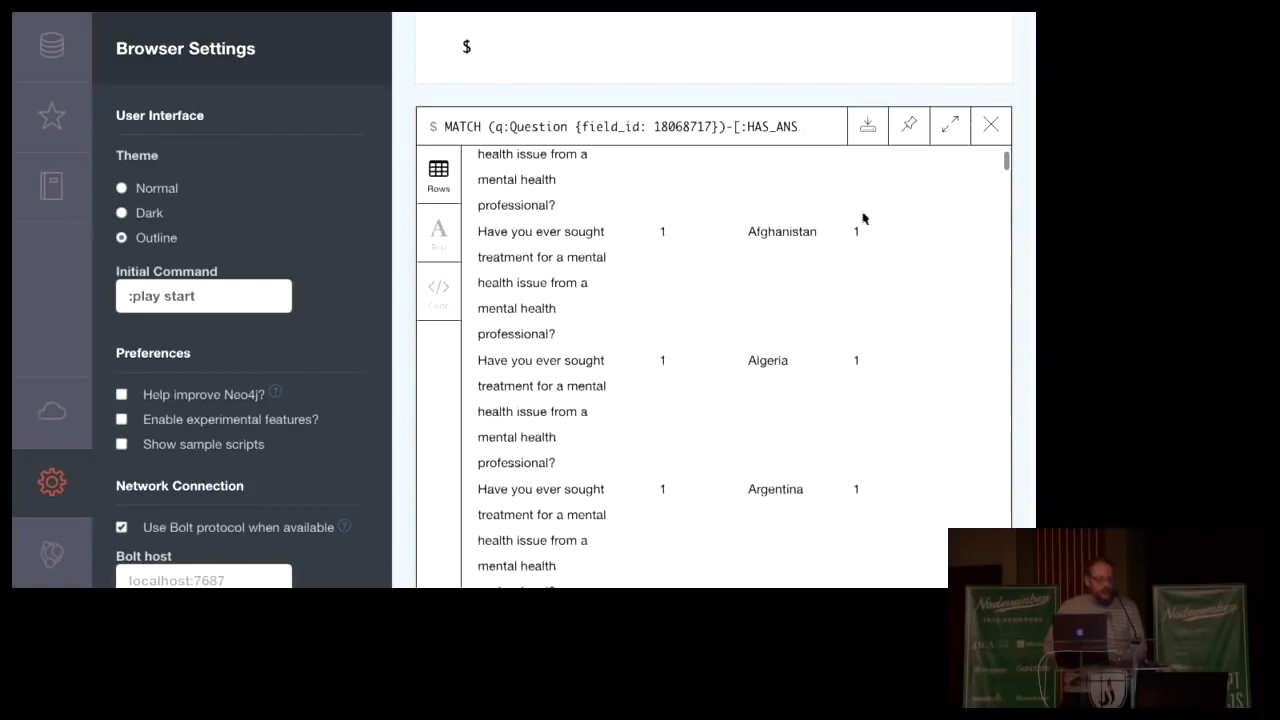 Browser Settings
User Interface
Theme
Normal
Dark
Outline
Initial Command
:play start
Preferences
Help improve Neo4j? ?
Enable experimental features?
Show sample scripts
Network Connection
Use Bolt protocol when available ?
Bolt host
localhost:7687
$
$ MATCH (q:Question {field_id: 18068717})-[:HAS_ANS..
Rows
A
Text
</>
Code
health issue from a
mental health
professional?
Have you ever sought 1 Afghanistan 1
treatment for a mental
health issue from a
mental health
professional?
Have you ever sought 1 Algeria 1
treatment for a mental
health issue from a
mental health
professional?
Have you ever sought 1 Argentina 1
treatment for a mental
health issue from a
mental health
Nodevember
Nodevember